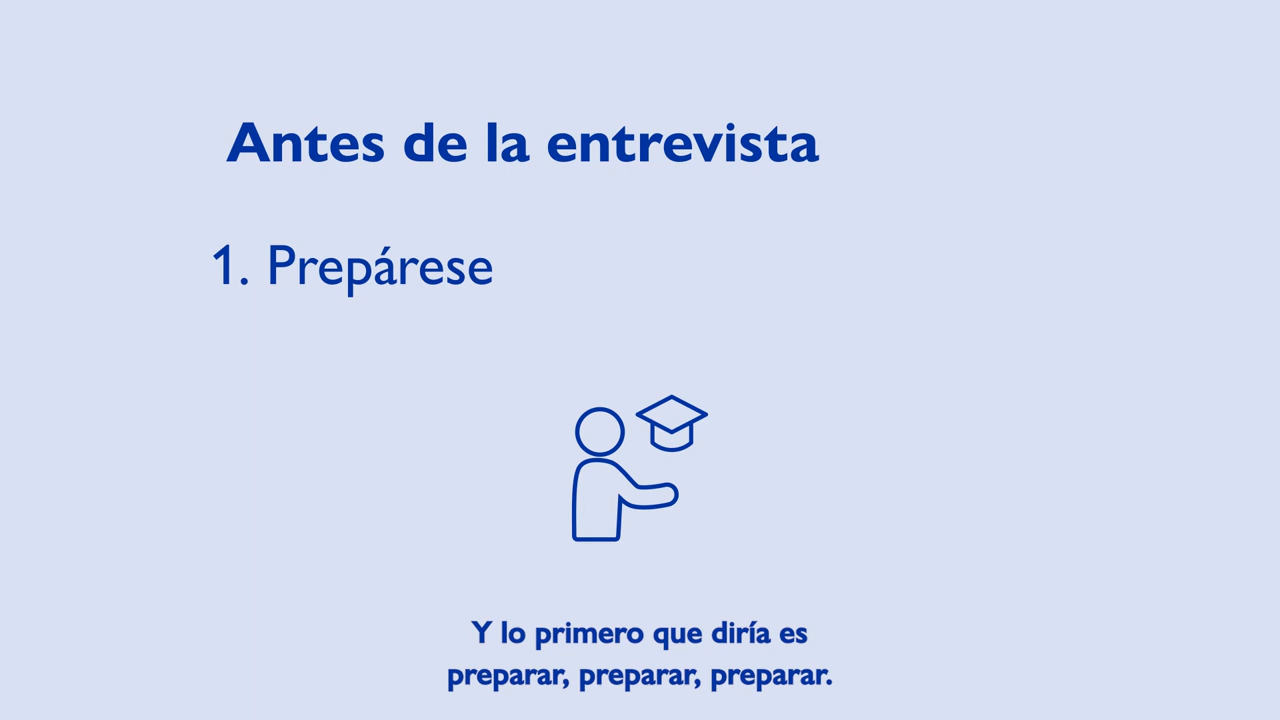 Antes de la entrevista
1. Prepárese
Y lo primero que diría es
preparar, preparar, preparar.